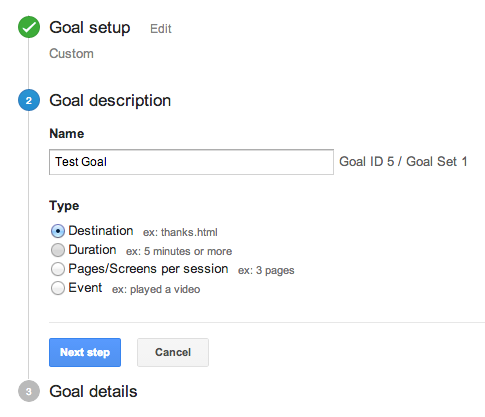 Goal setup Edit
Custom
2 Goal description
Name
Test Goal Goal ID 5 / Goal Set 1
Type
Destination ex: thanks.html
Duration ex: 5 minutes or more
Pages/Screens per session ex: 3 pages
Event ex: played a video
Next step Cancel
3 Goal details